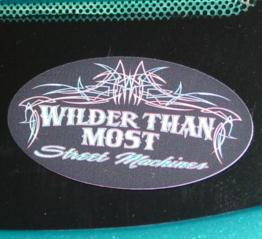 WILDER THAN
MOST
Street Machines